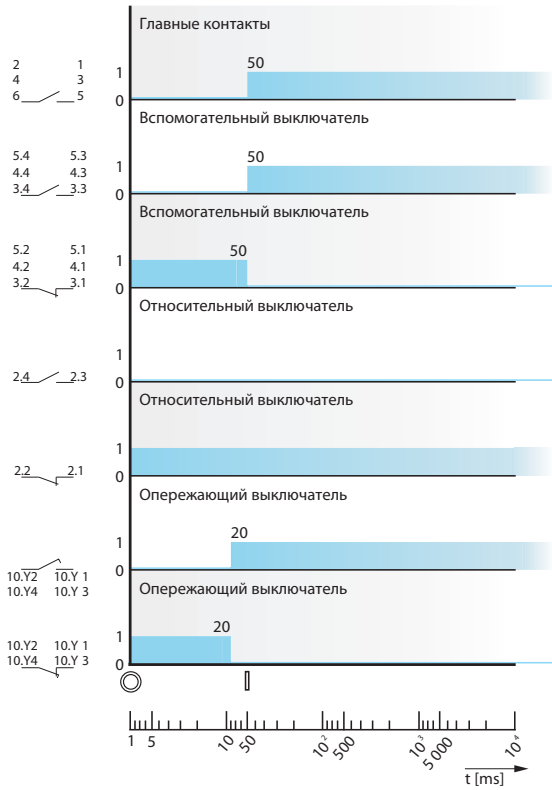 Главные контакты
50
2 1
4 3
6 5
1
0
Вспомогательный выключатель
50
5.4 5.3
4.4 4.3
3.4 3.3
1
0
Вспомогательный выключатель
50
5.2 5.1
4.2 4.1
3.2 3.1
1
0
Относительный выключатель
1
0
2.4 2.3
Относительный выключатель
1
0
2.2 2.1
Опережающий выключатель
20
1
0
10.Y2 10.Y 1
10.Y4 10.Y 3
Опережающий выключатель
20
1
0
10.Y2 10.Y 1
10.Y4 10.Y 3
1 5 10 50 10² 500 10³ 5 000 10⁴
t [ms]